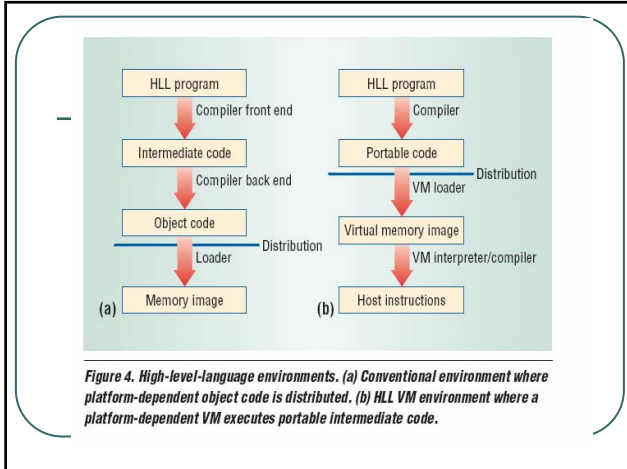 HLL program
Compiler front end
Intermediate code
Compiler back end
Object code
Distribution
Loader
Memory image
(a)
HLL program
Compiler
Portable code
Distribution
VM loader
Virtual memory image
VM interpreter/compiler
Host instructions
(b)
Figure 4. High-level-language environments. (a) Conventional environment where
platform-dependent object code is distributed. (b) HLL VM environment where a
platform-dependent VM executes portable intermediate code.